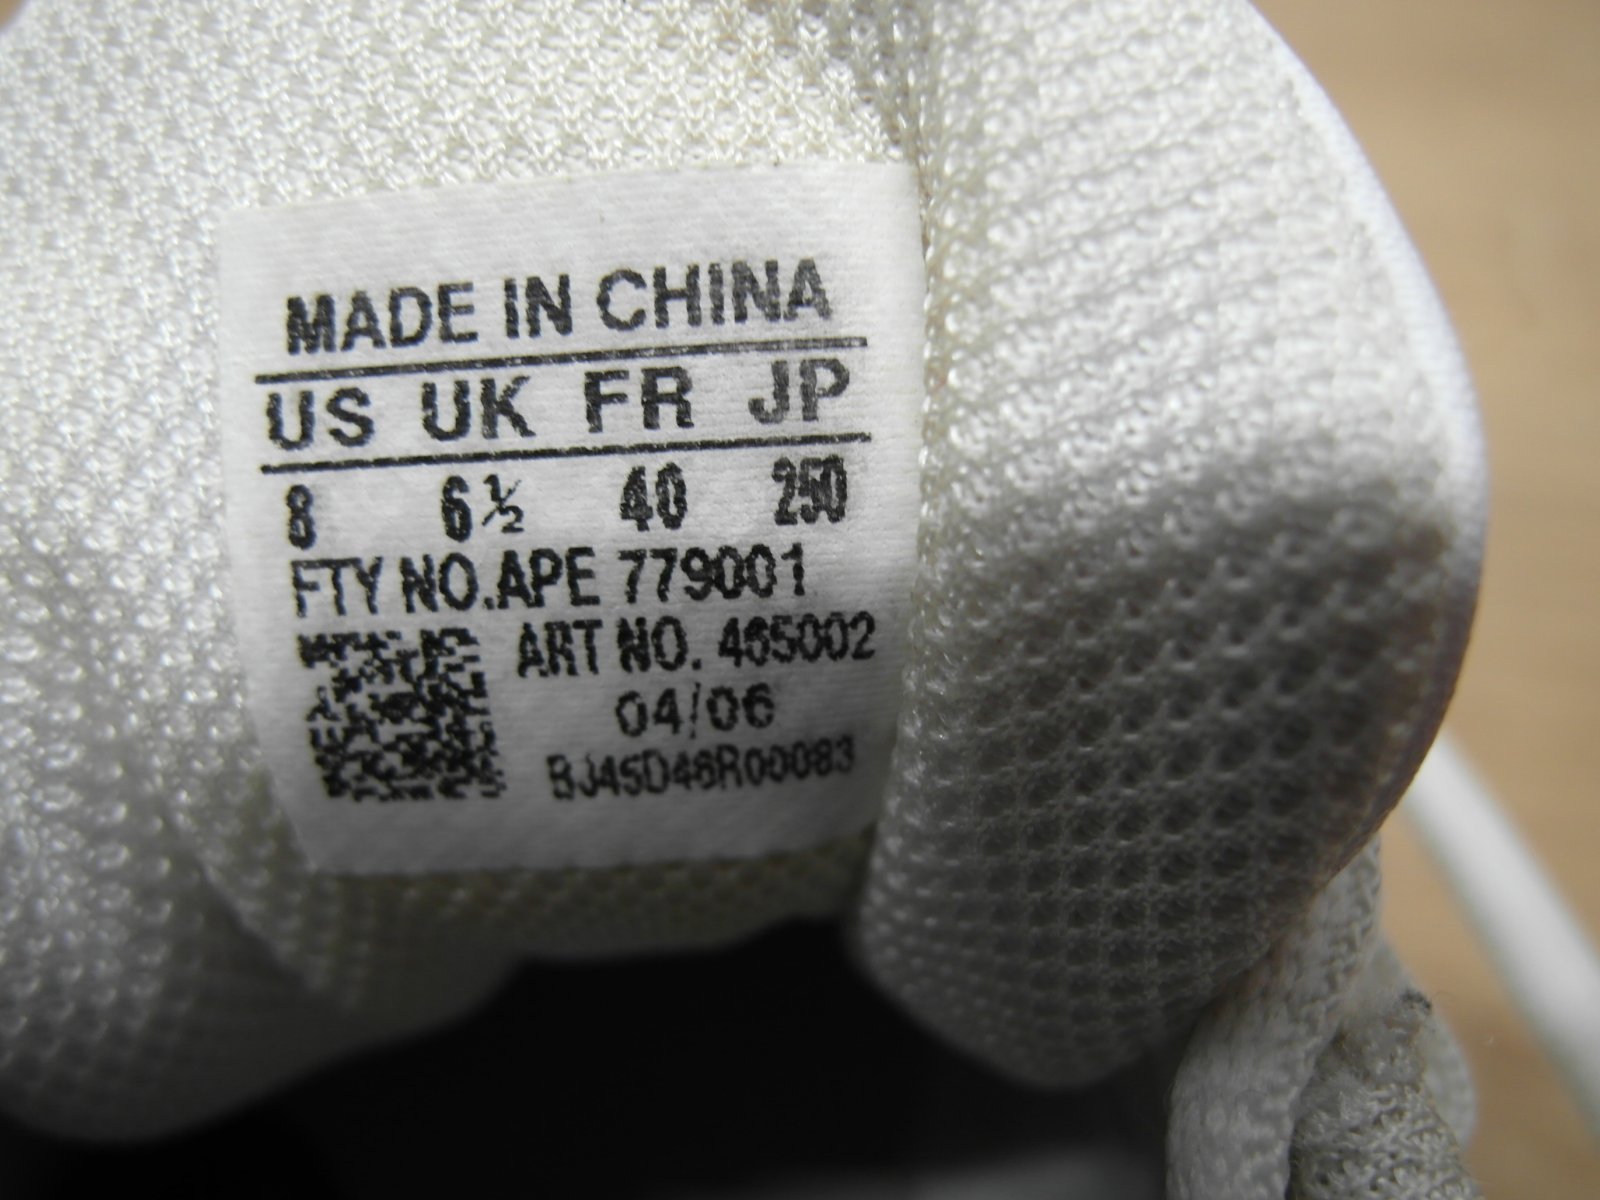 MADE IN CHINA
US UK FR JP
8 6½ 40 250
FTY NO.APE 779001
ART NO. 465002
04/06
BJ45D46R00083